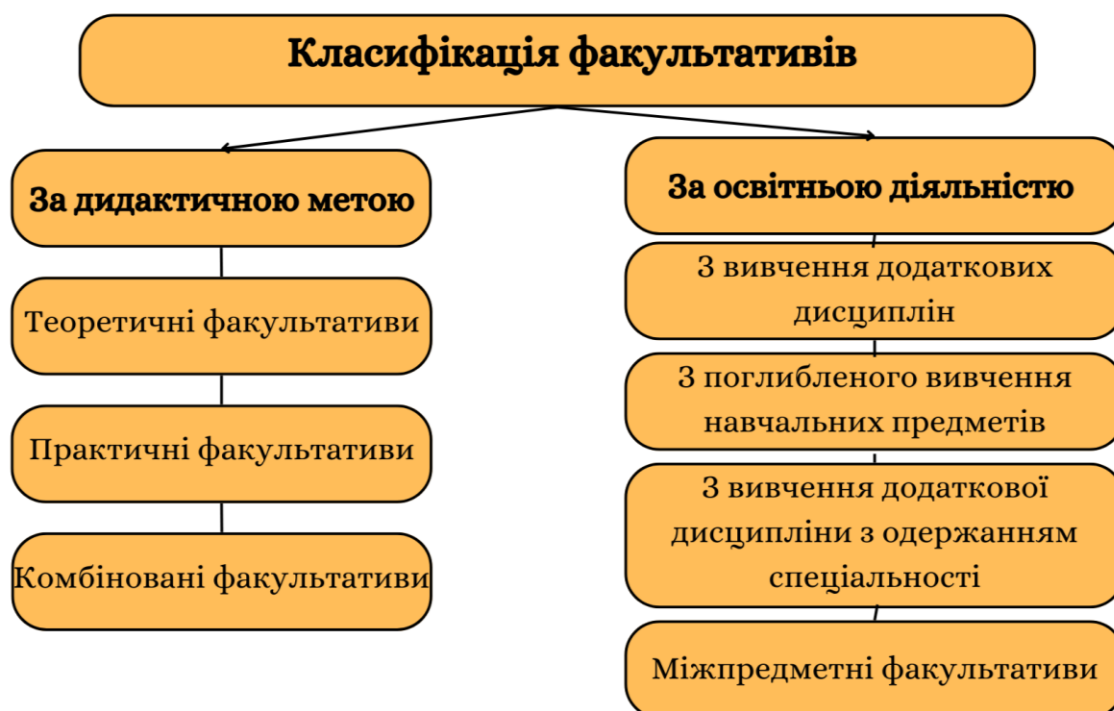 Класифікація факультативів
За дидактичною метою
Теоретичні факультативи
Практичні факультативи
Комбіновані факультативи
За освітньою діяльністю
З вивчення додаткових
дисциплін
З поглибленого вивчення
навчальних предметів
З вивчення додаткової
дисципліни з одержанням
спеціальності
Міжпредметні факультативи